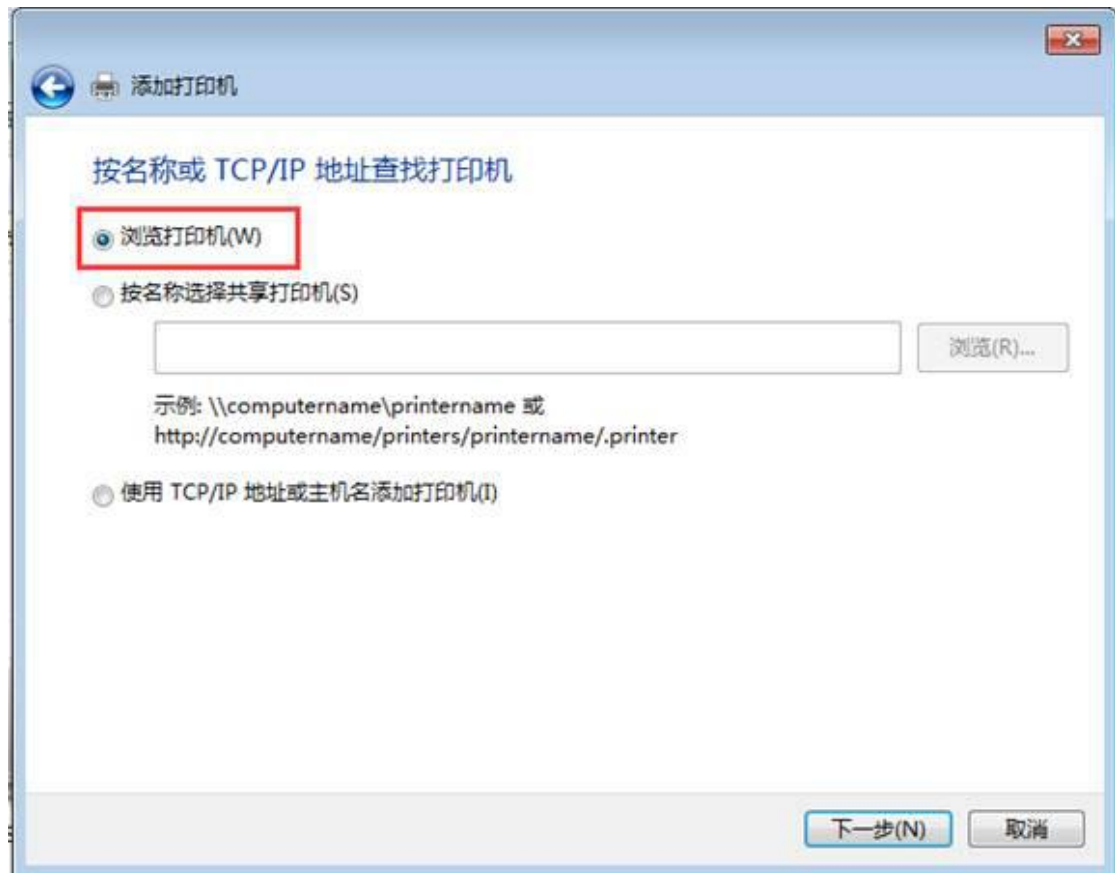 添加打印机
按名称或 TCP/IP 地址查找打印机
浏览打印机(W)
按名称选择共享打印机(S)
浏览(R)...
示例: \\computername\printername 或
http://computername/printers/printername/.printer
使用 TCP/IP 地址或主机名添加打印机(I)
下一步(N)
取消